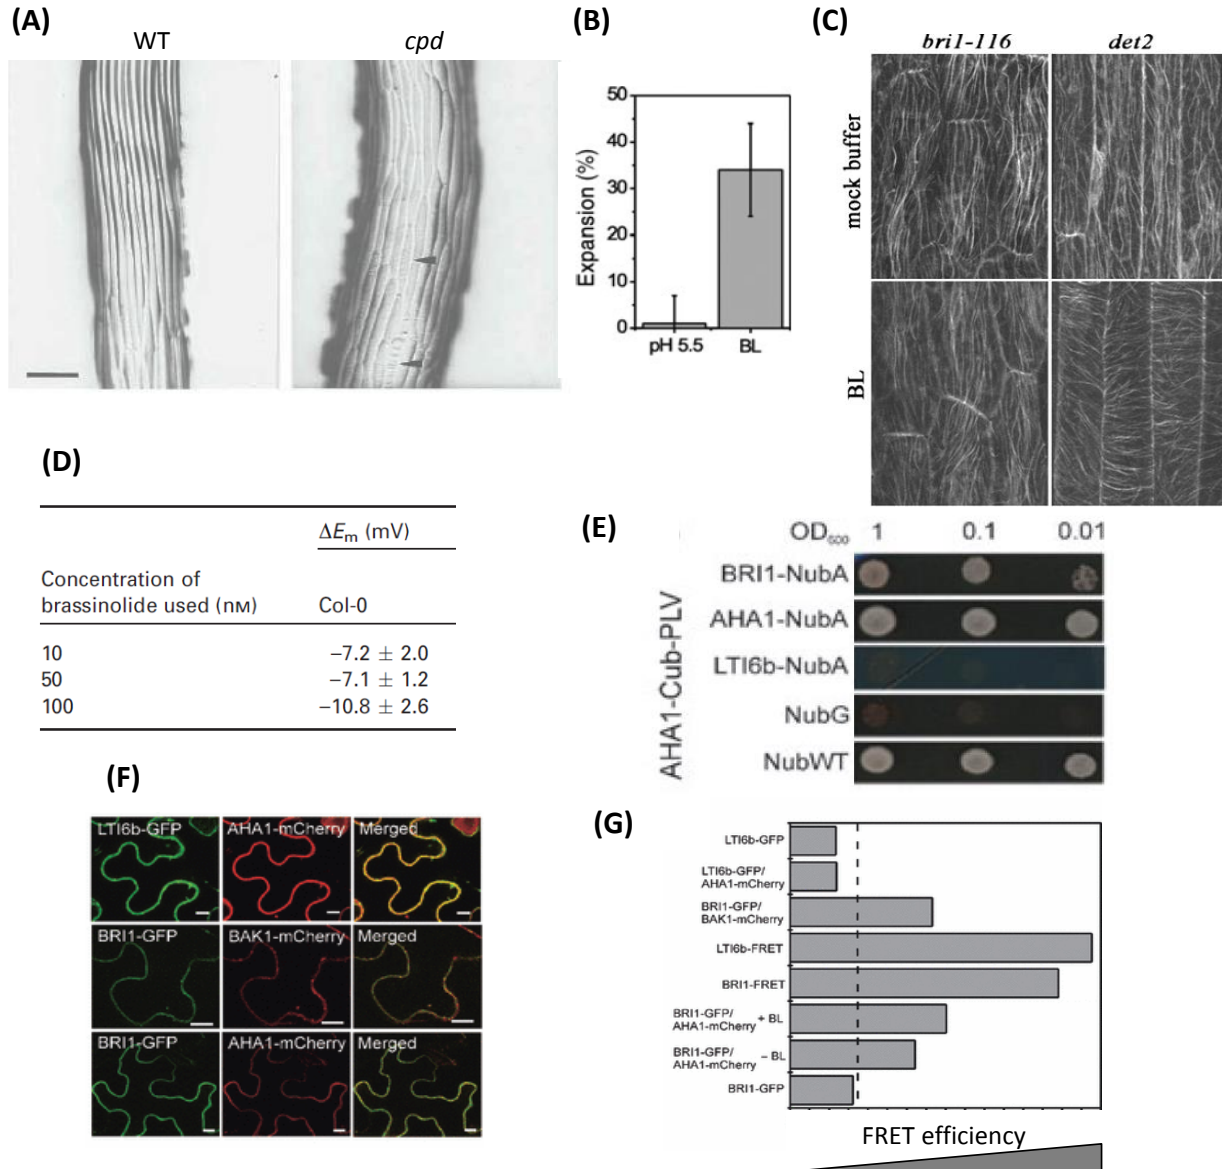 (A)
WT
cpd
(B)
Expansion (%)
50
40
30
20
10
0
pH 5.5
BL
(C)
bri1-116
det2
mock buffer
BL
(D)
ΔEm (mV)
Concentration of
brassinolide used (nM)
Col-0
10
−7.2 ± 2.0
50
−7.1 ± 1.2
100
−10.8 ± 2.6
(E)
OD600 1 0.1 0.01
AHA1-Cub-PLV
BRI1-NubA
AHA1-NubA
LTI6b-NubA
NubG
NubWT
(F)
LTI6b-GFP AHA1-mCherry Merged
BRI1-GFP BAK1-mCherry Merged
BRI1-GFP AHA1-mCherry Merged
(G)
LTI6b-GFP
LTI6b-GFP/
AHA1-mCherry
BRI1-GFP/
BAK1-mCherry
LTI6b-FRET
BRI1-FRET
BRI1-GFP/
AHA1-mCherry + BL
BRI1-GFP/
AHA1-mCherry − BL
BRI1-GFP
FRET efficiency